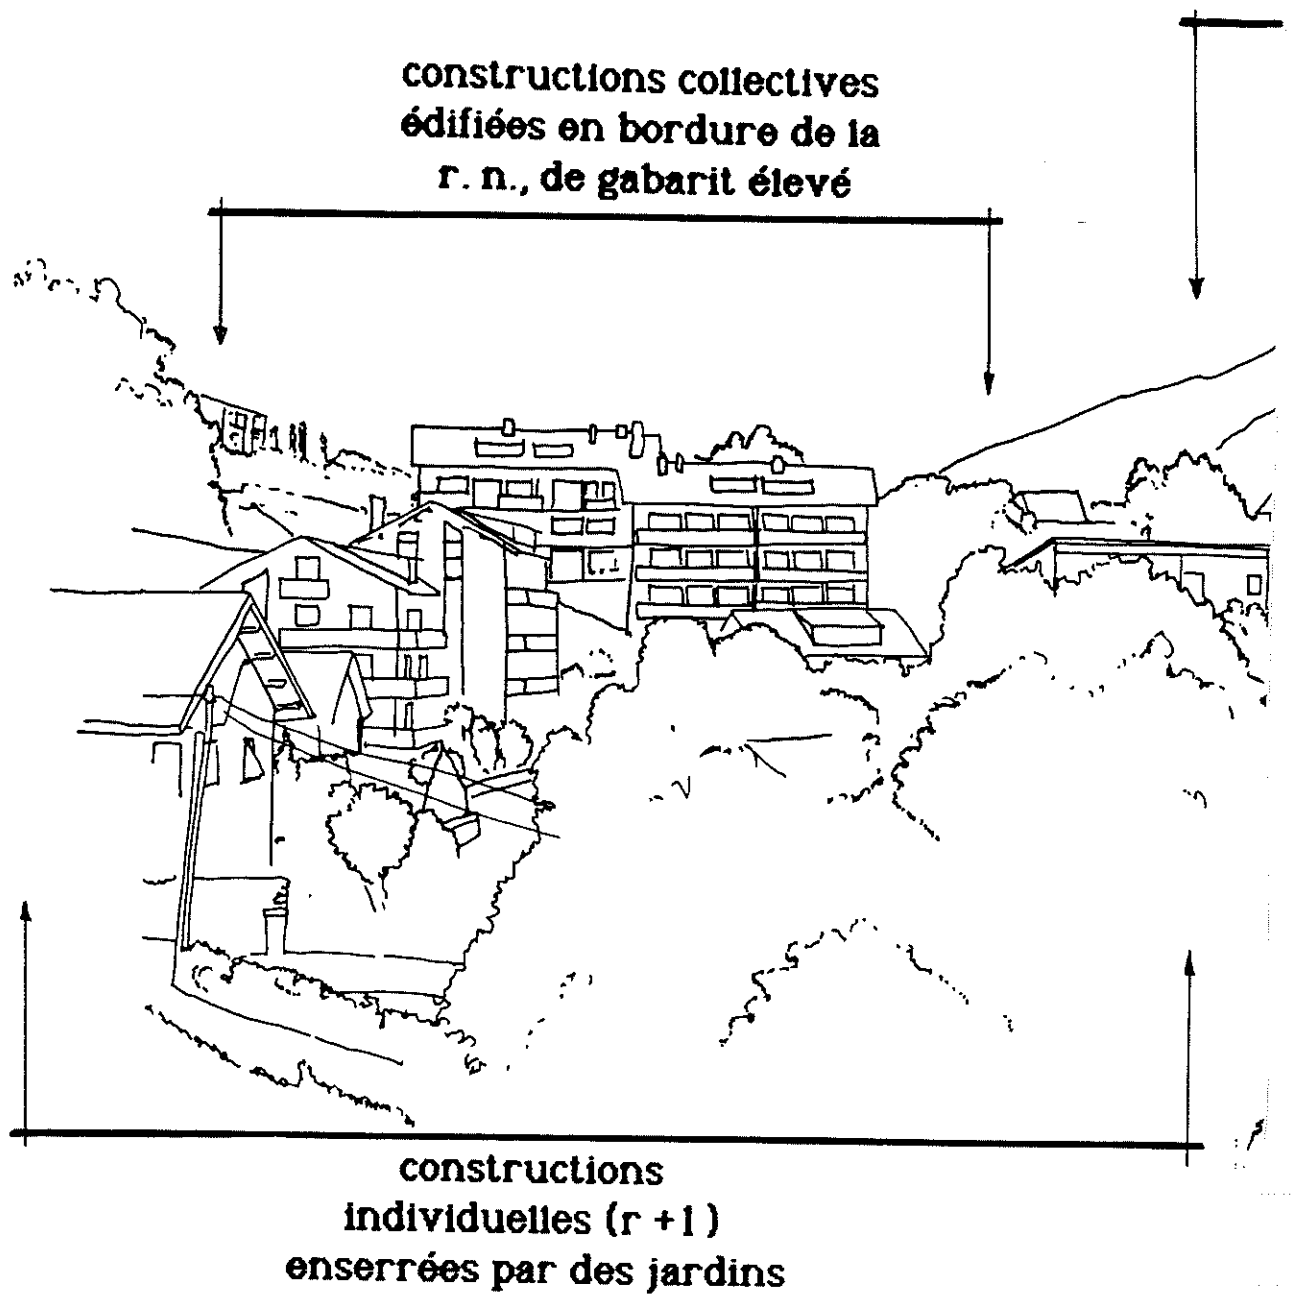 constructions collectives
édifiées en bordure de la
r. n., de gabarit élevé
constructions
individuelles (r +1)
enserrées par des jardins